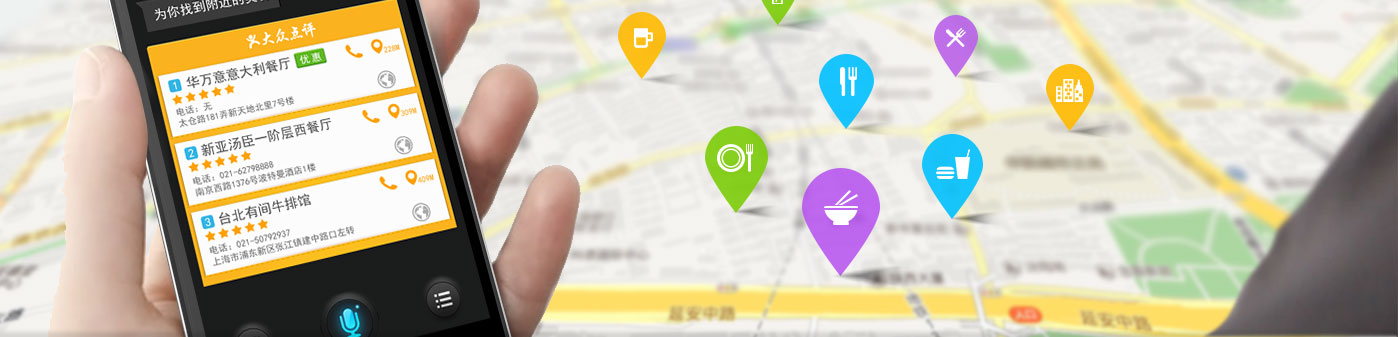 为你找到附近的美
大众点评
1 华万意意大利餐厅 优惠
228M
电话:无
太仓路181弄新天地北里7号楼
2 新亚汤臣一阶层西餐厅
309M
电话:021-62798888
南京西路1376号波特曼酒店1楼
3 台北有间牛排馆
409M
电话:021-50792937
上海市浦东新区张江镇建中路口左转
延安中路
入口
延安中路